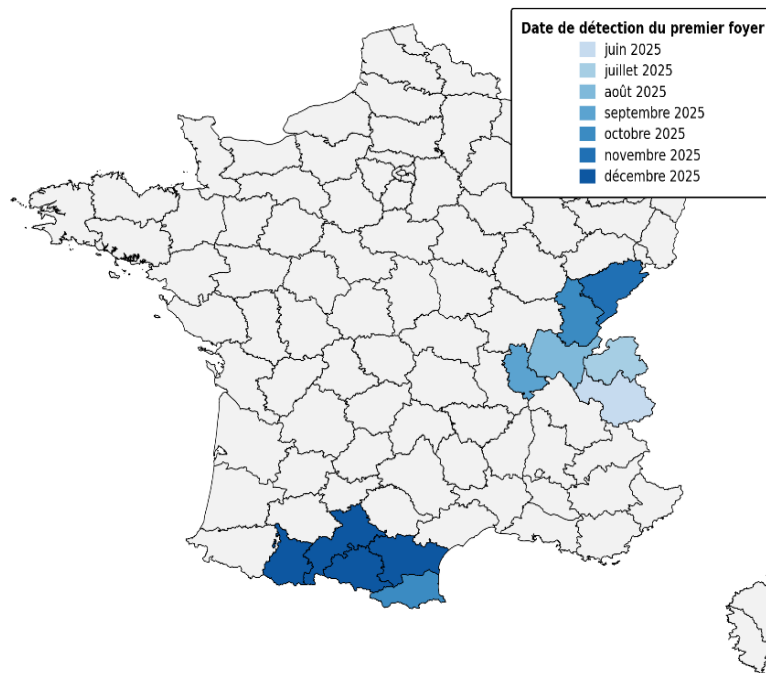 Date de détection du premier foyer
juin 2025
juillet 2025
août 2025
septembre 2025
octobre 2025
novembre 2025
décembre 2025